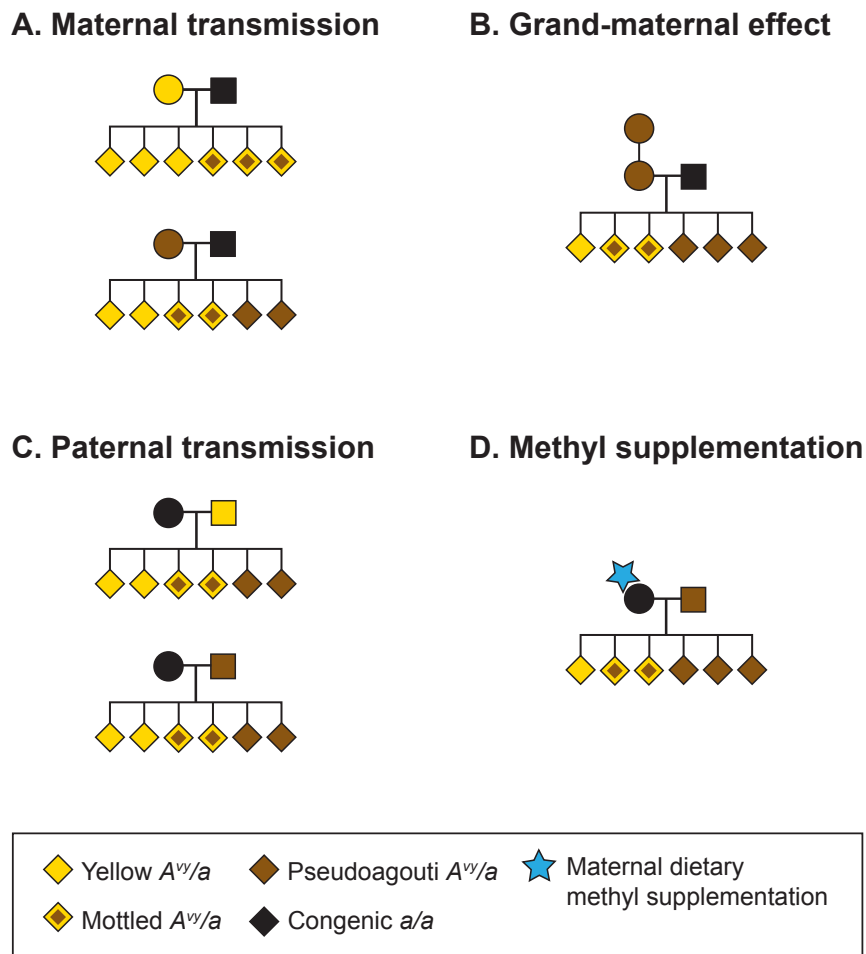 A. Maternal transmission
B. Grand-maternal effect
C. Paternal transmission
D. Methyl supplementation
Yellow A^vy/a
Pseudoagouti A^vy/a
Maternal dietary
methyl supplementation
Mottled A^vy/a
Congenic a/a